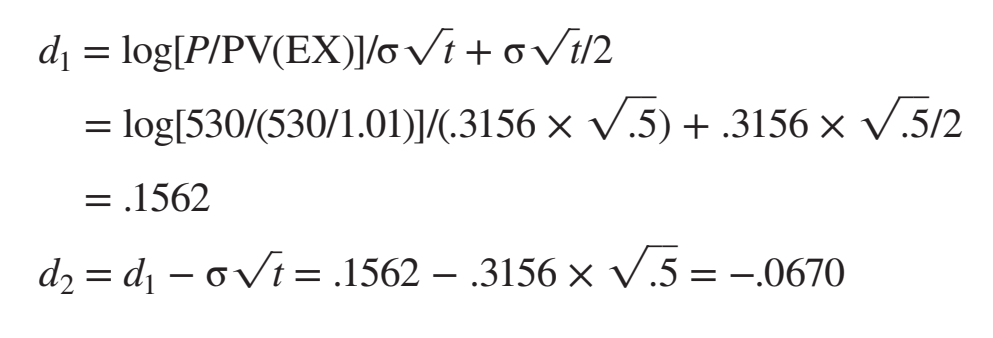 d₁ = log[P/PV(EX)]/σ√t + σ√t/2
= log[530/(530/1.01)]/(.3156 × √.5) + .3156 × √.5/2
= .1562
d₂ = d₁ − σ√t = .1562 − .3156 × √.5 = −.0670